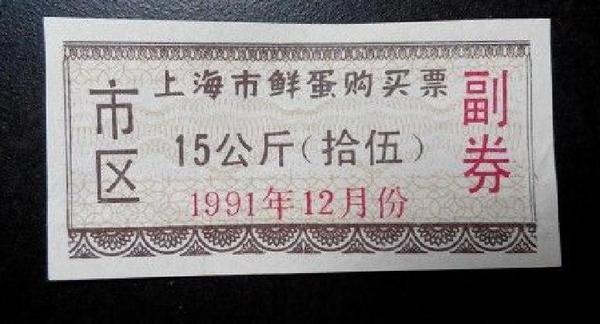 上海市鲜蛋购买票
市区
15公斤(拾伍)
副券
1991年12月份